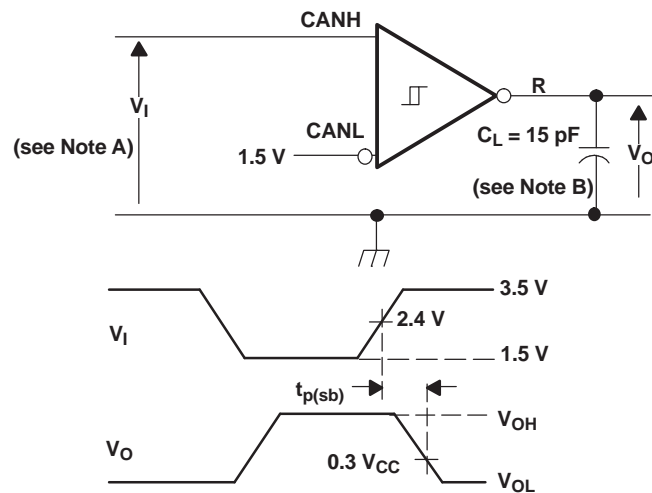 CANH
V_I
R
(see Note A)
CANL
C_L = 15 pF
V_O
1.5 V
(see Note B)
3.5 V
2.4 V
V_I
1.5 V
t_p(sb)
V_OH
V_O
0.3 V_CC
V_OL